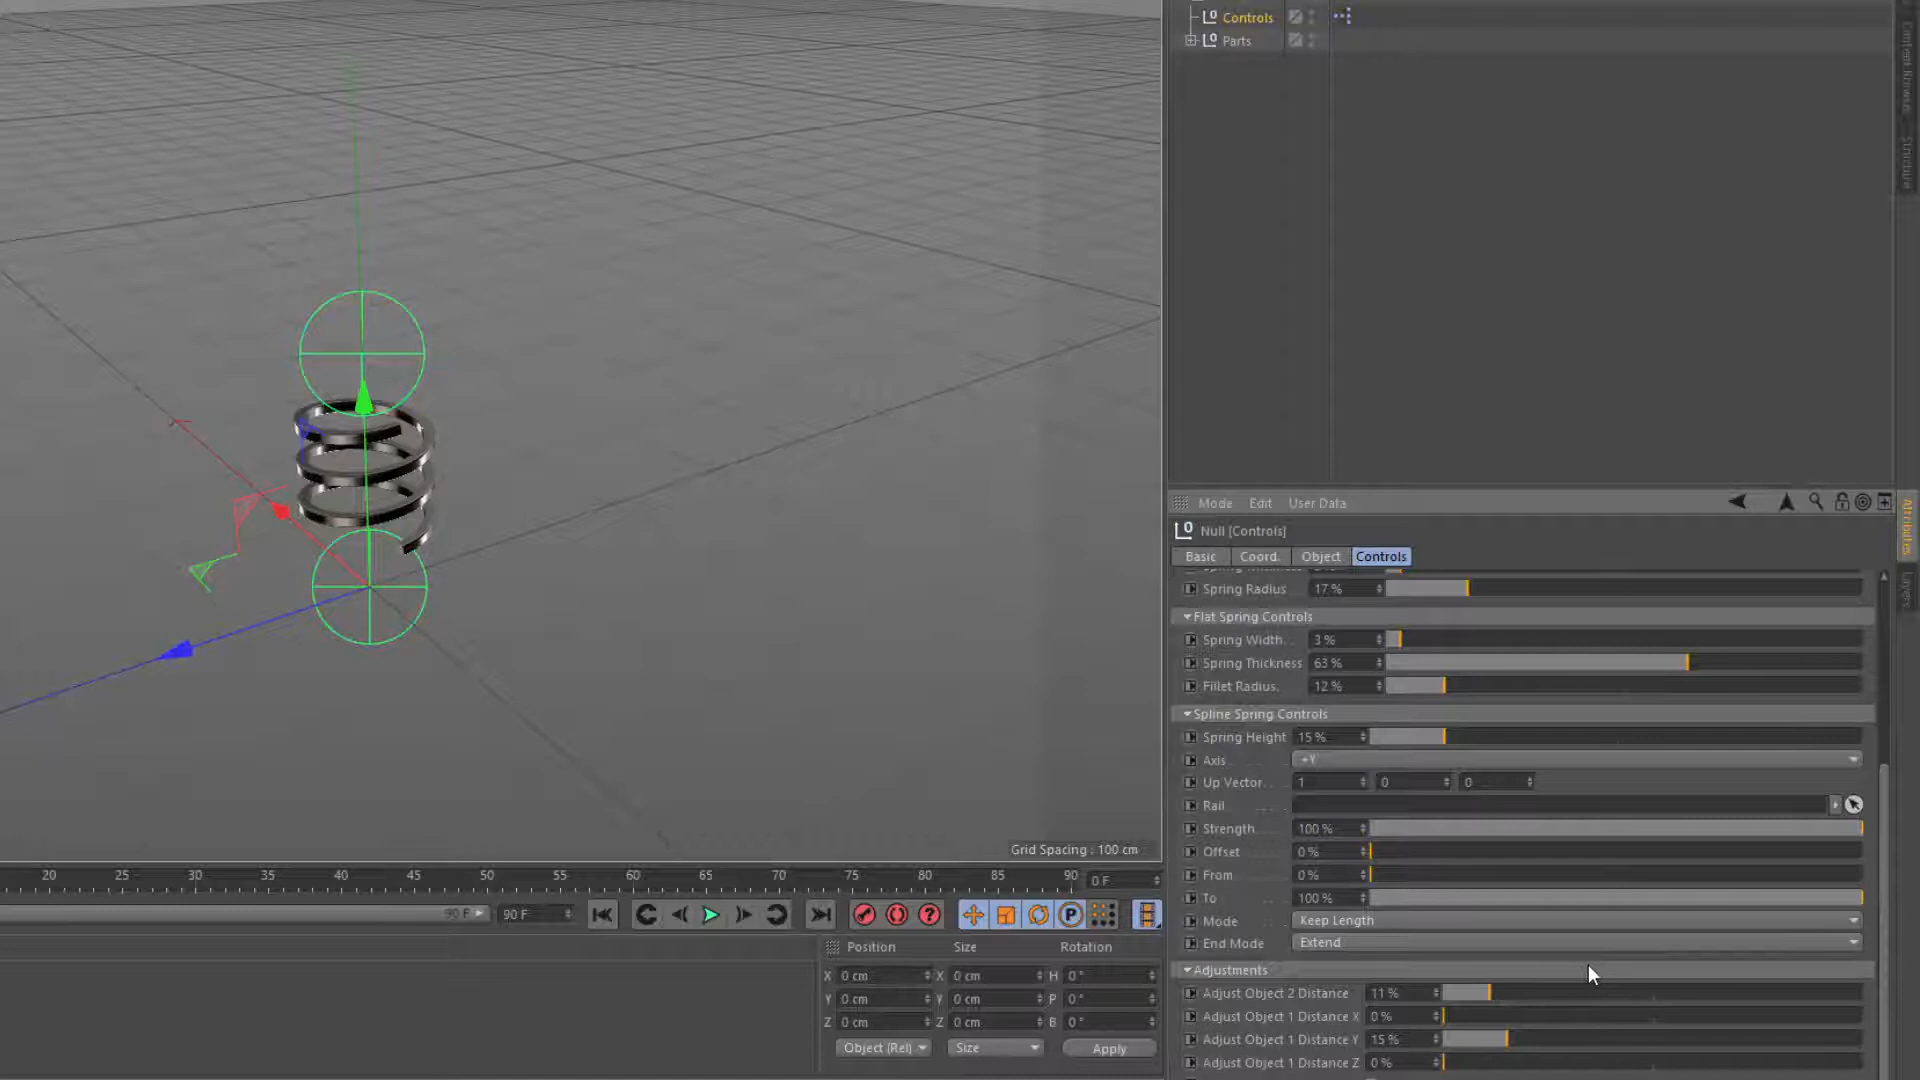 Controls
Parts
Mode Edit User Data
Null [Controls]
Basic Coord. Object Controls
Spring Radius 17 %
Flat Spring Controls
Spring Width. 3 %
Spring Thickness 63 %
Fillet Radius. 12 %
Spline Spring Controls
Spring Height 15 %
Axis +Y
Up Vector 1 0 0
Rail
Strength 100 %
Offset 0 %
From 0 %
To 100 %
Mode Keep Length
End Mode Extend
Adjustments
Adjust Object 2 Distance 11 %
Adjust Object 1 Distance X 0 %
Adjust Object 1 Distance Y 15 %
Adjust Object 1 Distance Z 0 %
Attributes
Layers
Structure
Grid Spacing : 100 cm
20 25 30 35 40 45 50 55 60 65 70 75 80 85 90 0 F
90 F 90 F
Position Size Rotation
X 0 cm X 0 cm H 0 °
Y 0 cm Y 0 cm P 0 °
Z 0 cm Z 0 cm B 0 °
Object (Rel) Size Apply